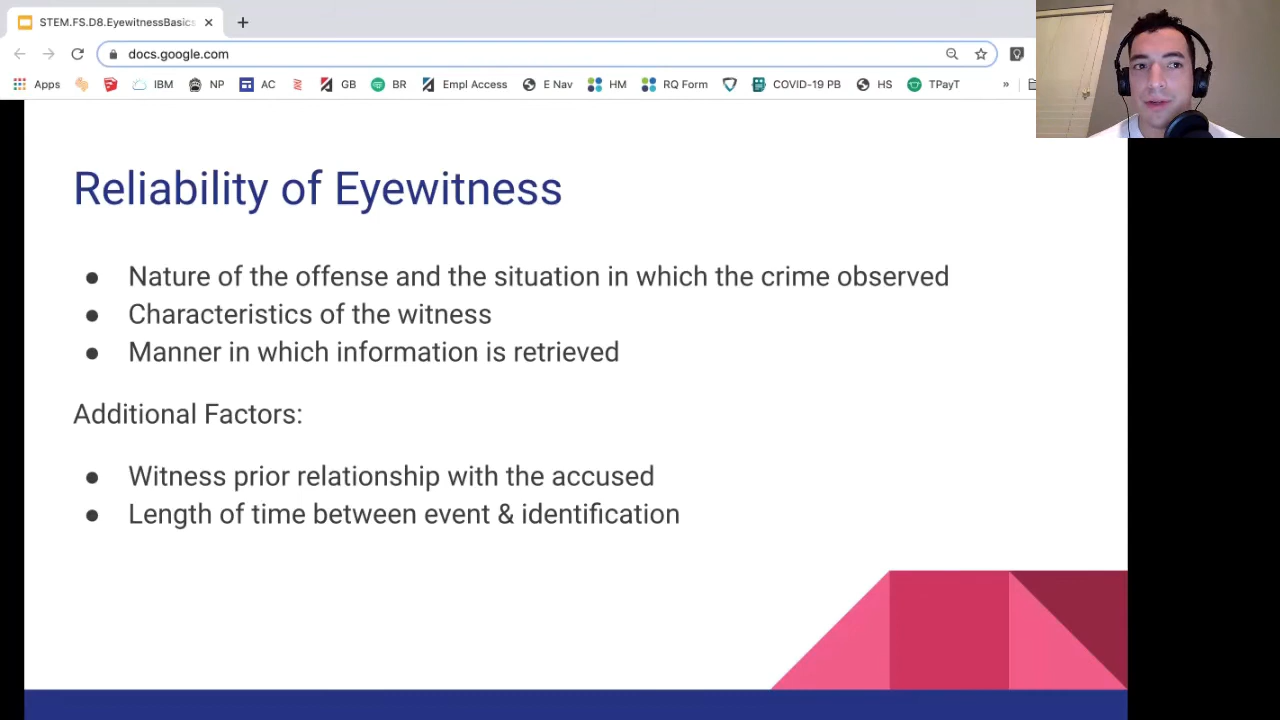 STEM.FS.D8.EyewitnessBasics
docs.google.com
Apps IBM NP AC GB BR Empl Access E Nav HM RQ Form COVID-19 PB HS TPayT »
Reliability of Eyewitness
● Nature of the offense and the situation in which the crime observed
● Characteristics of the witness
● Manner in which information is retrieved
Additional Factors:
● Witness prior relationship with the accused
● Length of time between event & identification